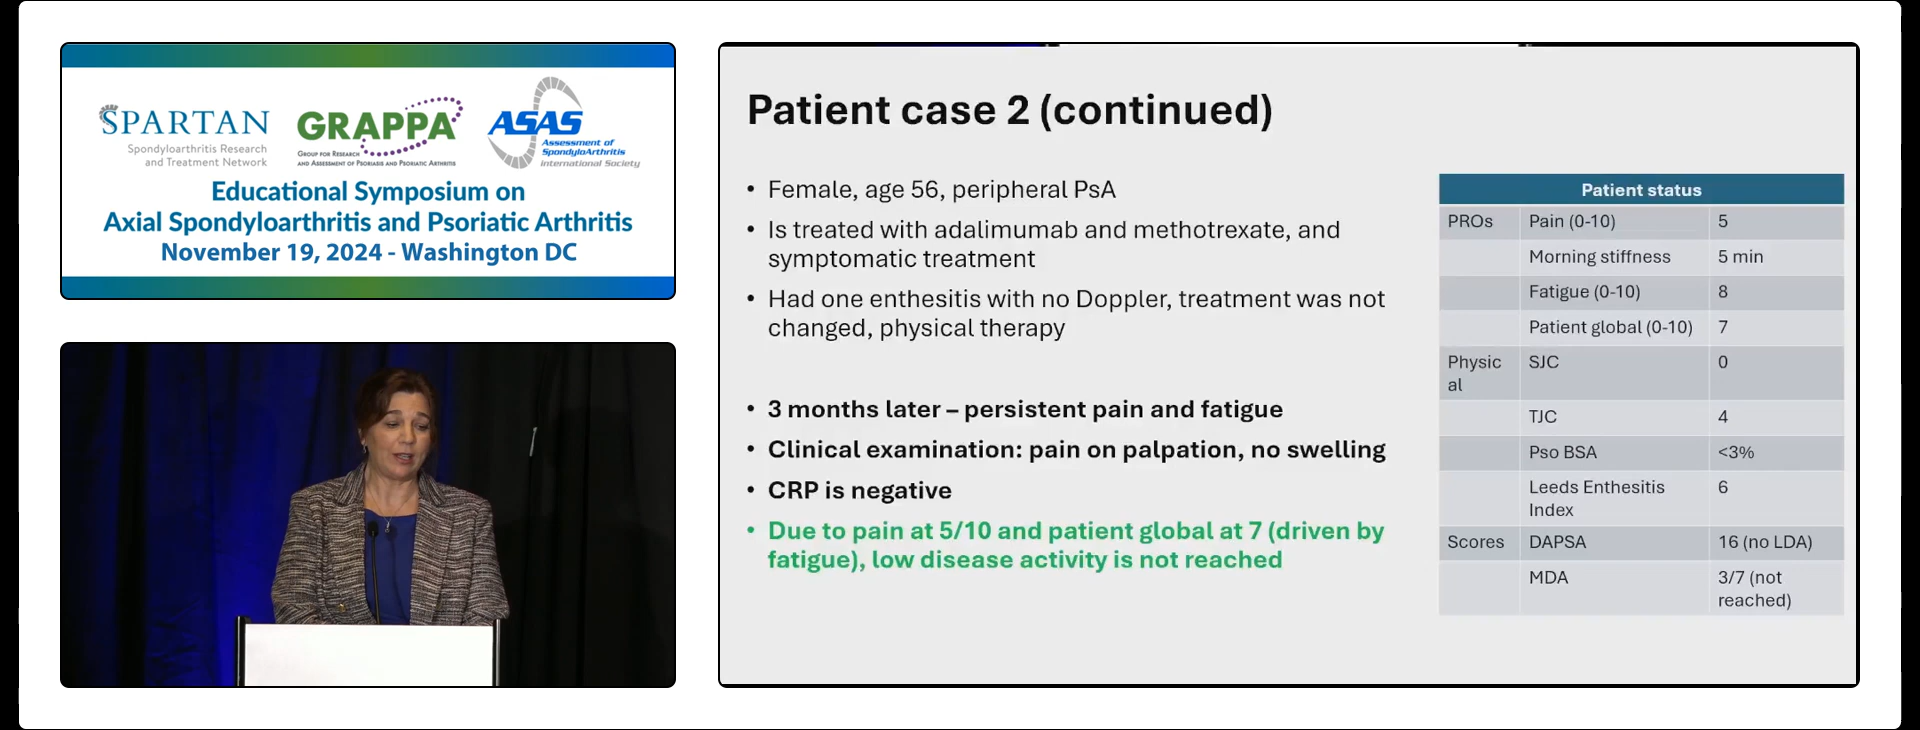 SPARTAN
Spondyloarthritis Research
and Treatment Network
GRAPPA
GROUP FOR RESEARCH
AND ASSESSMENT OF PSORIASIS AND PSORIATIC ARTHRITIS
ASAS
Assessment of
SpondyloArthritis
international Society
Educational Symposium on
Axial Spondyloarthritis and Psoriatic Arthritis
November 19, 2024 - Washington DC
Patient case 2 (continued)
• Female, age 56, peripheral PsA
• Is treated with adalimumab and methotrexate, and
symptomatic treatment
• Had one enthesitis with no Doppler, treatment was not
changed, physical therapy
• 3 months later – persistent pain and fatigue
• Clinical examination: pain on palpation, no swelling
• CRP is negative
• Due to pain at 5/10 and patient global at 7 (driven by
fatigue), low disease activity is not reached
Patient status
PROs Pain (0-10) 5
Morning stiffness 5 min
Fatigue (0-10) 8
Patient global (0-10) 7
Physic SJC 0
al
TJC 4
Pso BSA <3%
Leeds Enthesitis 6
Index
Scores DAPSA 16 (no LDA)
MDA 3/7 (not
reached)